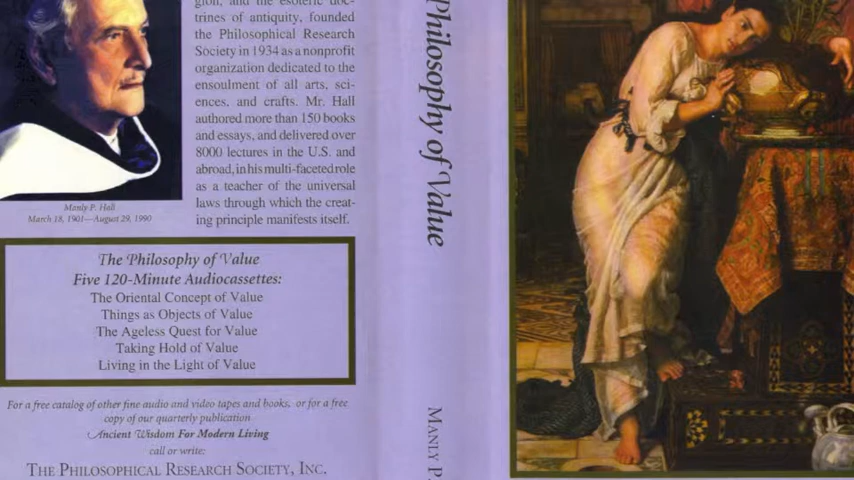 gion, and the esoteric doc-
trines of antiquity, founded
the Philosophical Research
Society in 1934 as a nonprofit
organization dedicated to the
ensoulment of all arts, sci-
ences, and crafts. Mr. Hall
authored more than 150 books
and essays, and delivered over
8000 lectures in the U.S. and
abroad, in his multi-faceted role
as a teacher of the universal
laws through which the creat-
ing principle manifests itself.
Manly P. Hall
March 18, 1901—August 29, 1990
The Philosophy of Value
Five 120-Minute Audiocassettes:
The Oriental Concept of Value
Things as Objects of Value
The Ageless Quest for Value
Taking Hold of Value
Living in the Light of Value
For a free catalog of other fine audio and video tapes and books, or for a free
copy of our quarterly publication
Ancient Wisdom For Modern Living
call or write:
THE PHILOSOPHICAL RESEARCH SOCIETY, INC.
Philosophy of Value
MANLY P.